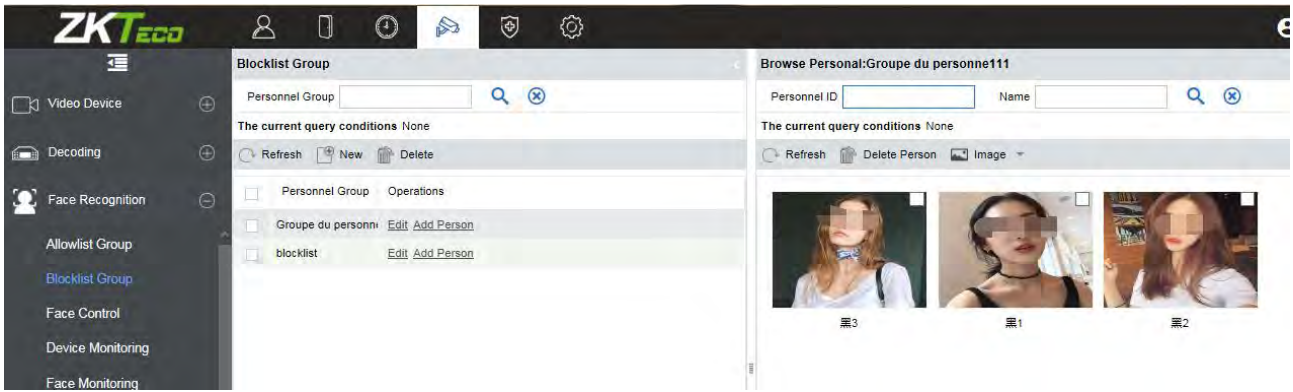 ZKTeco
Video Device
Decoding
Face Recognition
Allowlist Group
Blocklist Group
Face Control
Device Monitoring
Face Monitoring
Blocklist Group
Personnel Group
The current query conditions None
Refresh New Delete
Personnel Group Operations
Groupe du personn Edit Add Person
blocklist Edit Add Person
Browse Personal:Groupe du personne111
Personnel ID Name
The current query conditions None
Refresh Delete Person Image
黑3 黑1 黑2